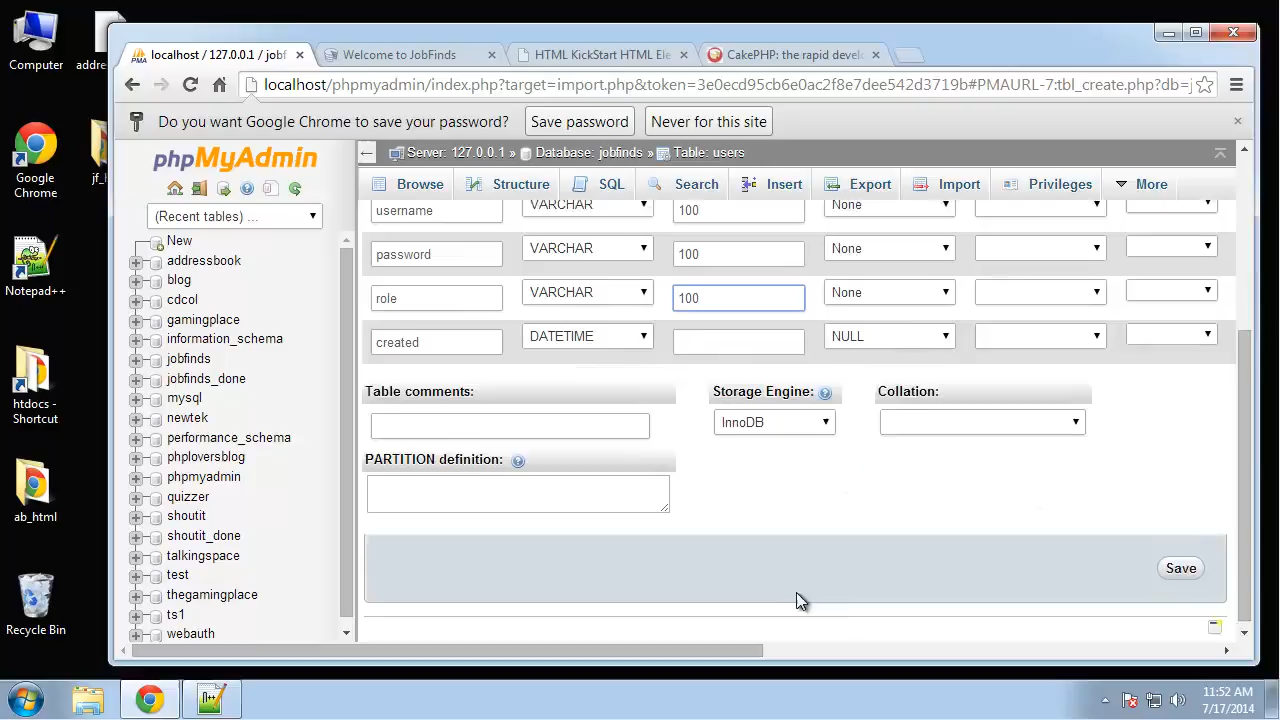 Computer
addre
Google
Chrome
jf_h
Notepad++
htdocs -
Shortcut
ab_html
Recycle Bin
localhost / 127.0.0.1 / jobf
Welcome to JobFinds
HTML KickStart HTML Ele
CakePHP: the rapid develo
localhost/phpmyadmin/index.php?target=import.php&token=3e0ecd95cb6e0ac2f8e7dee542d3719b#PMAURL-7:tbl_create.php?db=j
Do you want Google Chrome to save your password?
Save password
Never for this site
phpMyAdmin
(Recent tables) ...
New
addressbook
blog
cdcol
gamingplace
information_schema
jobfinds
jobfinds_done
mysql
newtek
performance_schema
phploversblog
phpmyadmin
quizzer
shoutit
shoutit_done
talkingspace
test
thegamingplace
ts1
webauth
Server: 127.0.0.1 » Database: jobfinds » Table: users
Browse Structure SQL Search Insert Export Import Privileges More
username VARCHAR 100 None
password VARCHAR 100 None
role VARCHAR 100 None
created DATETIME NULL
Table comments: Storage Engine: Collation:
InnoDB
PARTITION definition:
Save
11:52 AM
7/17/2014